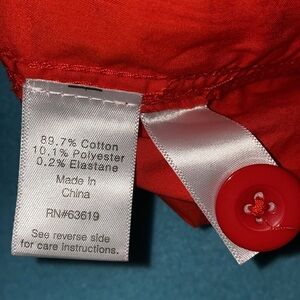 89.7% Cotton
10.1% Polyester
0.2% Elastane
Made in
China
RN#63619
See reverse side
for care instructions.